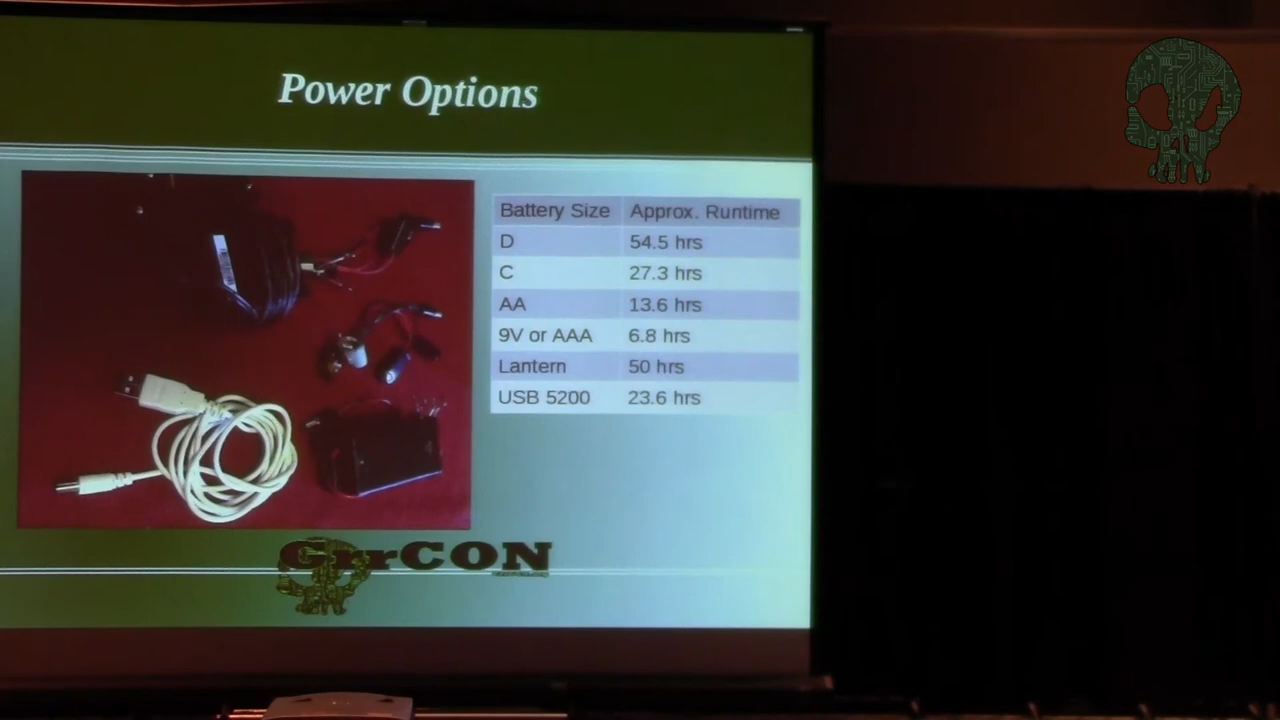 Power Options
Battery Size Approx. Runtime
D 54.5 hrs
C 27.3 hrs
AA 13.6 hrs
9V or AAA 6.8 hrs
Lantern 50 hrs
USB 5200 23.6 hrs
GrrCON